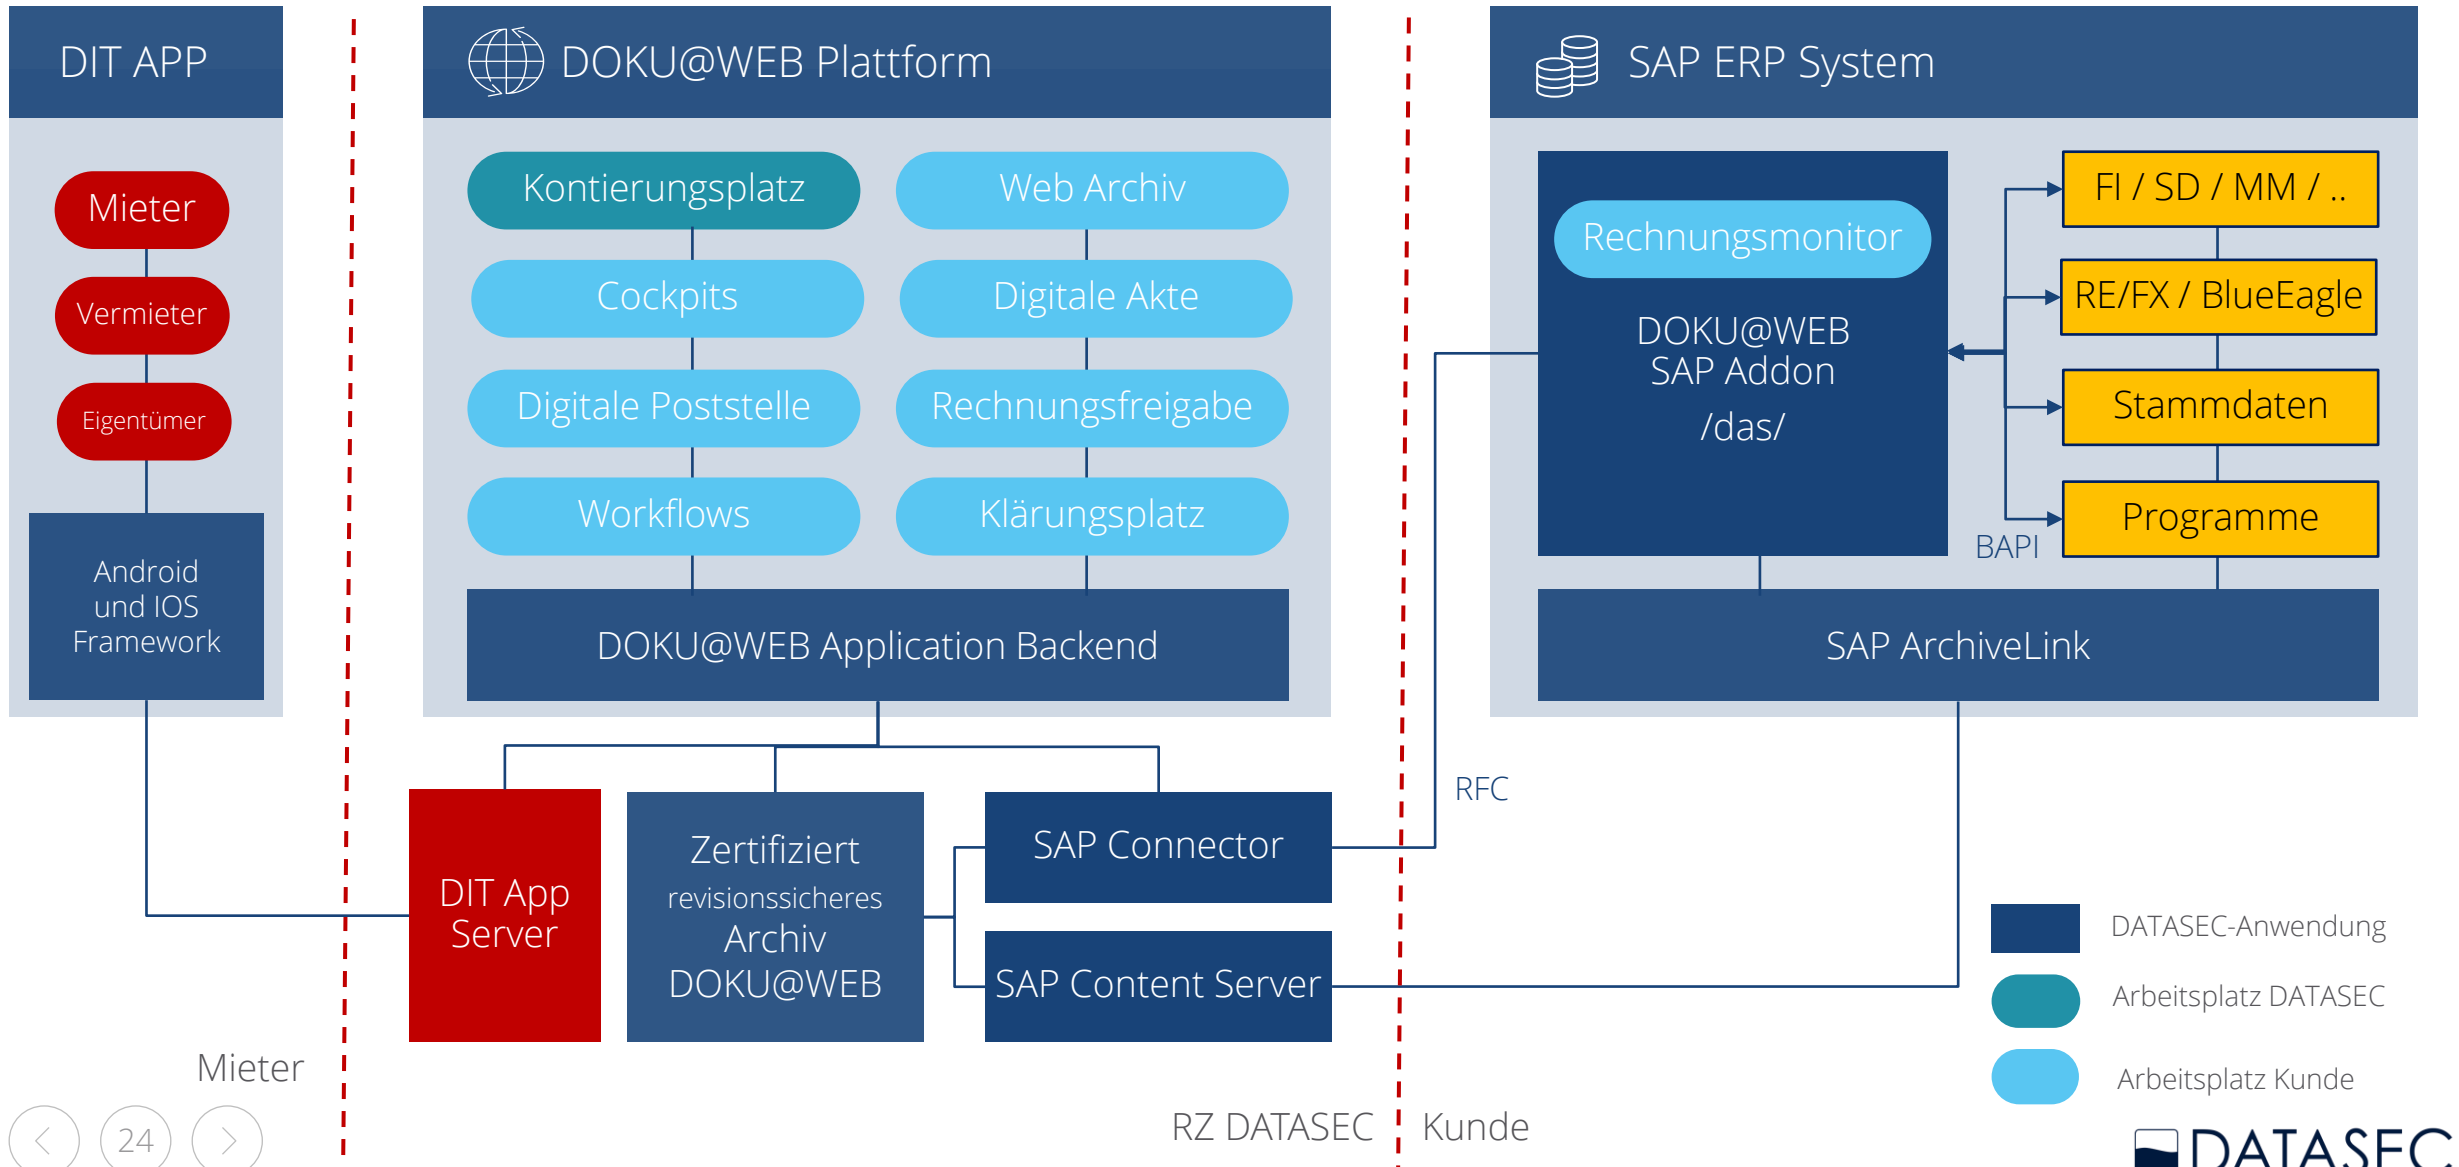 DIT APP
Mieter
Vermieter
Eigentümer
Android
und IOS
Framework
Mieter
24
DOKU@WEB Plattform
Kontierungsplatz
Web Archiv
Cockpits
Digitale Akte
Digitale Poststelle
Rechnungsfreigabe
Workflows
Klärungsplatz
DOKU@WEB Application Backend
DIT App
Server
Zertifiziert
revisionssicheres
Archiv
DOKU@WEB
SAP Connector
SAP Content Server
RZ DATASEC
Kunde
RFC
SAP ERP System
Rechnungsmonitor
DOKU@WEB
SAP Addon
/das/
FI / SD / MM / ..
RE/FX / BlueEagle
Stammdaten
Programme
BAPI
SAP ArchiveLink
DATASEC-Anwendung
Arbeitsplatz DATASEC
Arbeitsplatz Kunde
DATASEC